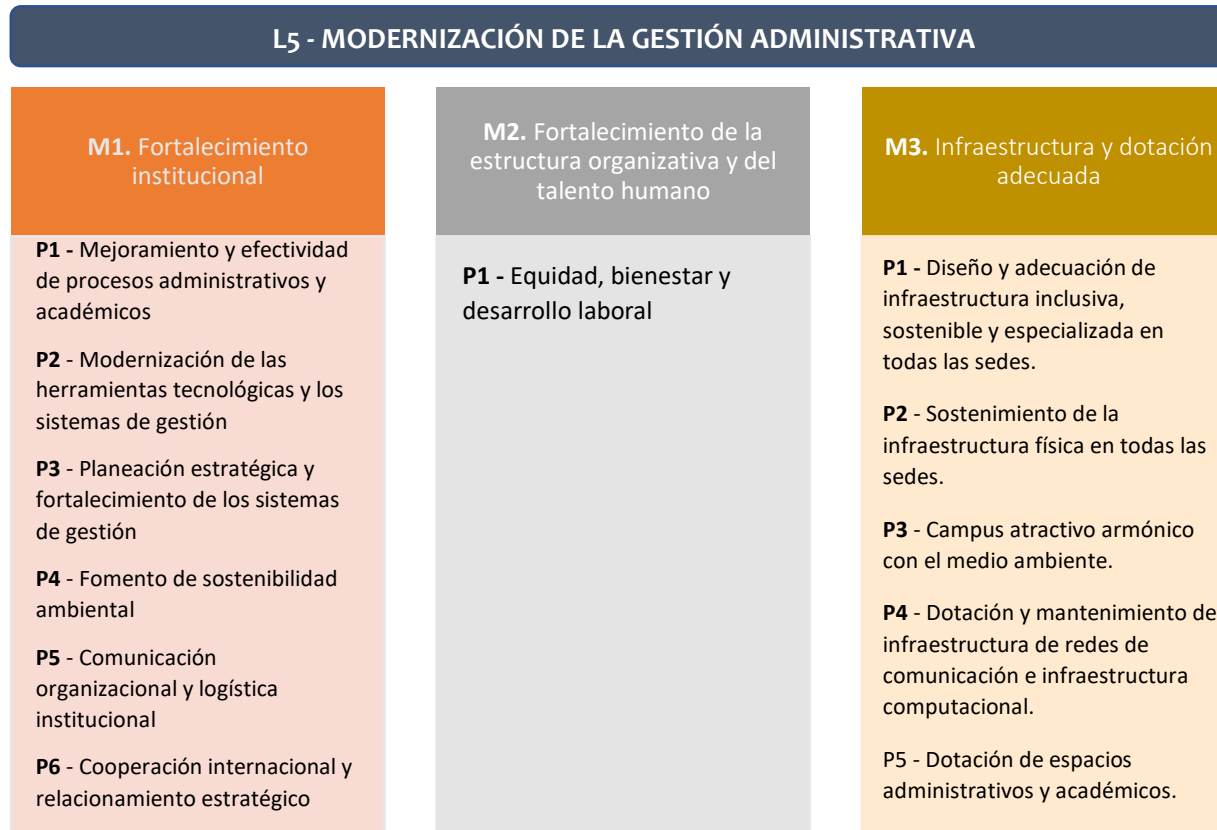 L5 - MODERNIZACIÓN DE LA GESTIÓN ADMINISTRATIVA
M1. Fortalecimiento
institucional
P1 - Mejoramiento y efectividad
de procesos administrativos y
académicos
P2 - Modernización de las
herramientas tecnológicas y los
sistemas de gestión
P3 - Planeación estratégica y
fortalecimiento de los sistemas
de gestión
P4 - Fomento de sostenibilidad
ambiental
P5 - Comunicación
organizacional y logística
institucional
P6 - Cooperación internacional y
relacionamiento estratégico
M2. Fortalecimiento de la
estructura organizativa y del
talento humano
P1 - Equidad, bienestar y
desarrollo laboral
M3. Infraestructura y dotación
adecuada
P1 - Diseño y adecuación de
infraestructura inclusiva,
sostenible y especializada en
todas las sedes.
P2 - Sostenimiento de la
infraestructura física en todas las
sedes.
P3 - Campus atractivo armónico
con el medio ambiente.
P4 - Dotación y mantenimiento de
infraestructura de redes de
comunicación e infraestructura
computacional.
P5 - Dotación de espacios
administrativos y académicos.